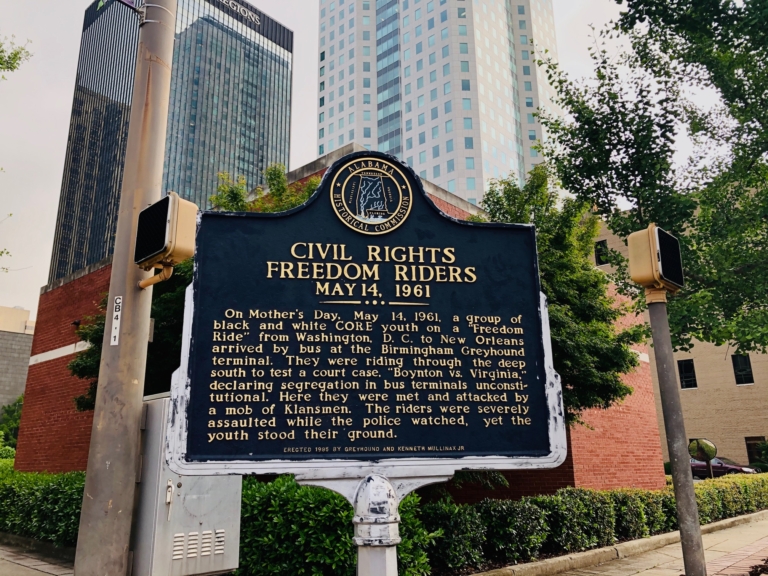 REGIONS
ALABAMA
HISTORICAL COMMISSION
CIVIL RIGHTS
FREEDOM RIDERS
MAY 14, 1961
On Mother's Day, May 14, 1961, a group of
black and white CORE youth on a "Freedom
Ride" from Washington, D. C. to New Orleans
arrived by bus at the Birmingham Greyhound
terminal. They were riding through the deep
south to test a court case, "Boynton vs. Virginia,"
declaring segregation in bus terminals unconsti-
tutional. Here they were met and attacked by
a mob of Klansmen. The riders were severely
assaulted while the police watched, yet the
youth stood their ground.
ERECTED 1995 BY GREYHOUND AND KENNETH MULLINAX JR
CB4-1